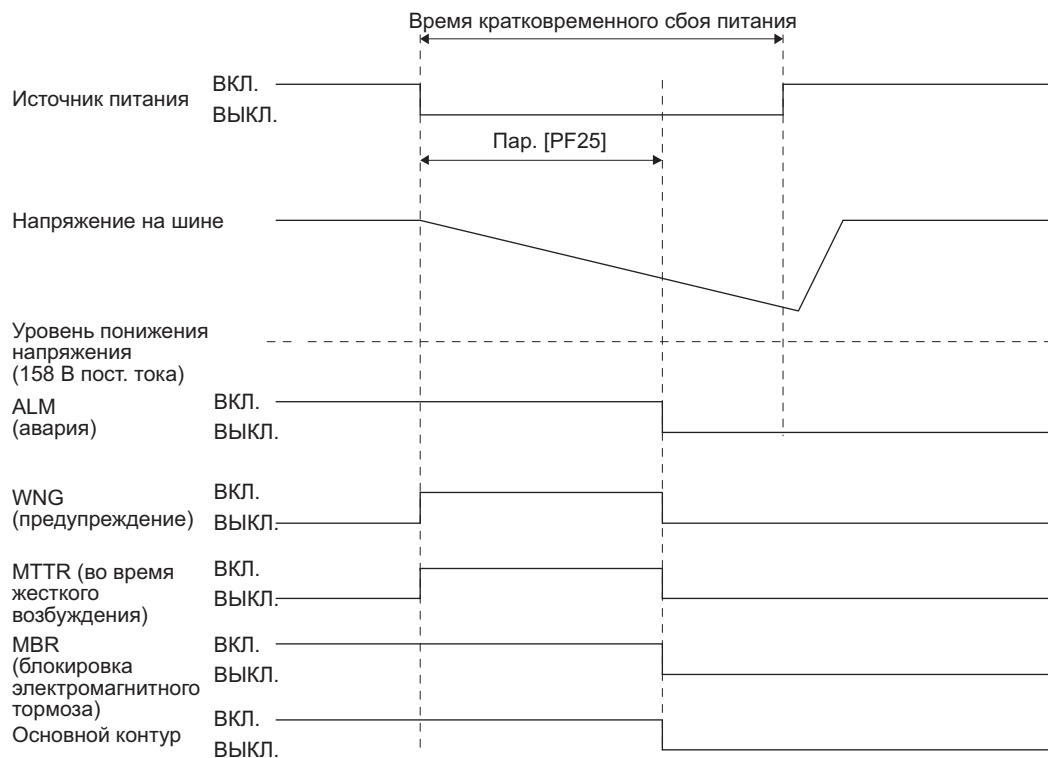 Время кратковременного сбоя питания
Источник питания
ВКЛ.
ВЫКЛ.
Пар. [PF25]
Напряжение на шине
Уровень понижения
напряжения
(158 В пост. тока)
ALM
(авария)
ВКЛ.
ВЫКЛ.
WNG
(предупреждение)
ВКЛ.
ВЫКЛ.
MTTR (во время
жесткого
возбуждения)
ВКЛ.
ВЫКЛ.
MBR
(блокировка
электромагнитного
тормоза)
ВКЛ.
ВЫКЛ.
Основной контур
ВКЛ.
ВЫКЛ.